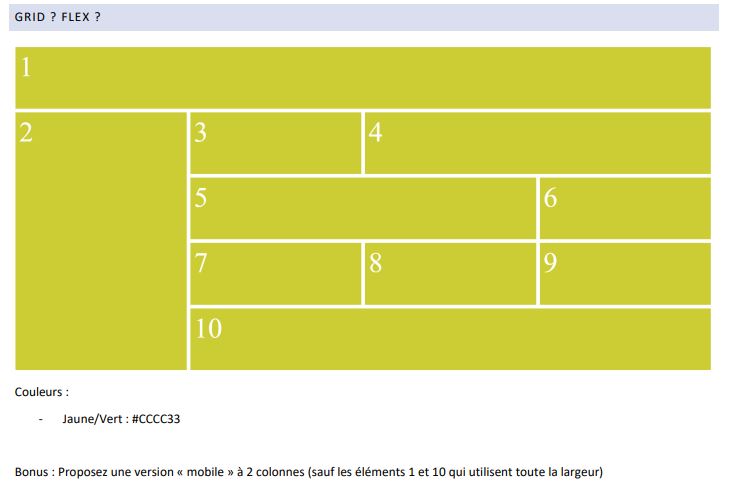 GRID ? FLEX ?
1
2
3
4
5
6
7
8
9
10
Couleurs :
- Jaune/Vert : #CCCC33
Bonus : Proposez une version « mobile » à 2 colonnes (sauf les éléments 1 et 10 qui utilisent toute la largeur)